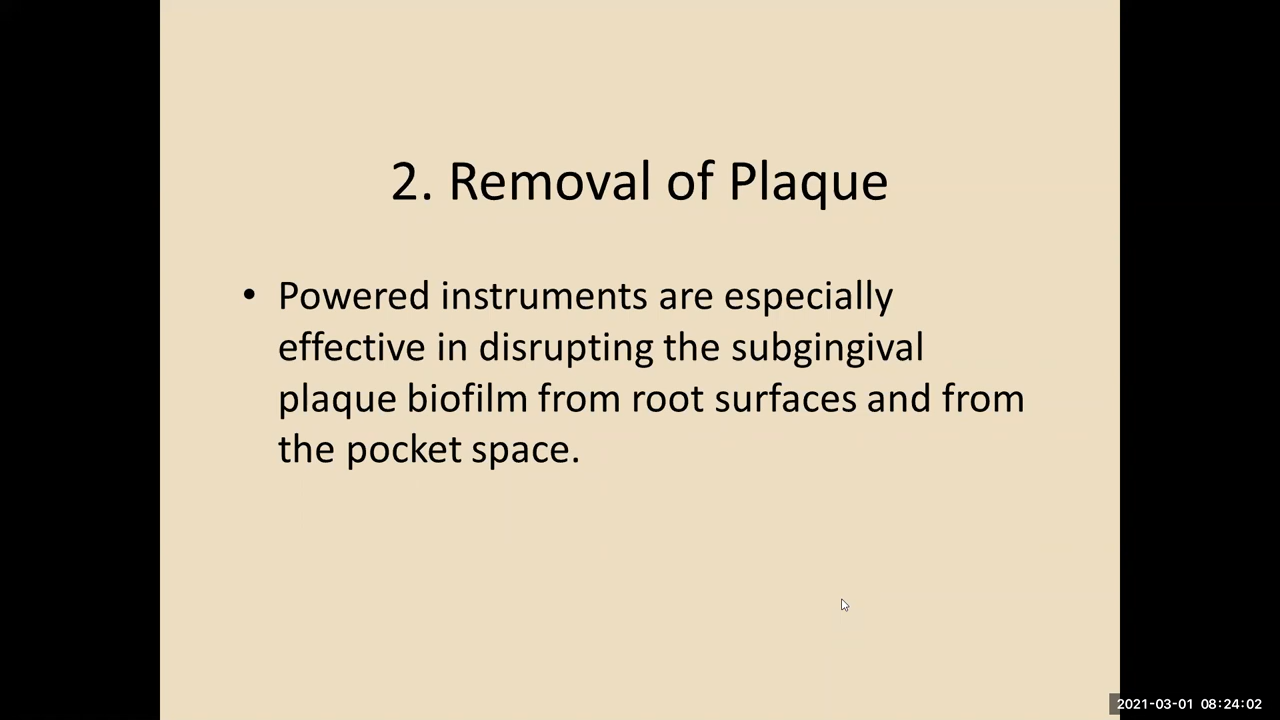 2. Removal of Plaque
• Powered instruments are especially
effective in disrupting the subgingival
plaque biofilm from root surfaces and from
the pocket space.
2021-03-01 08:24:02